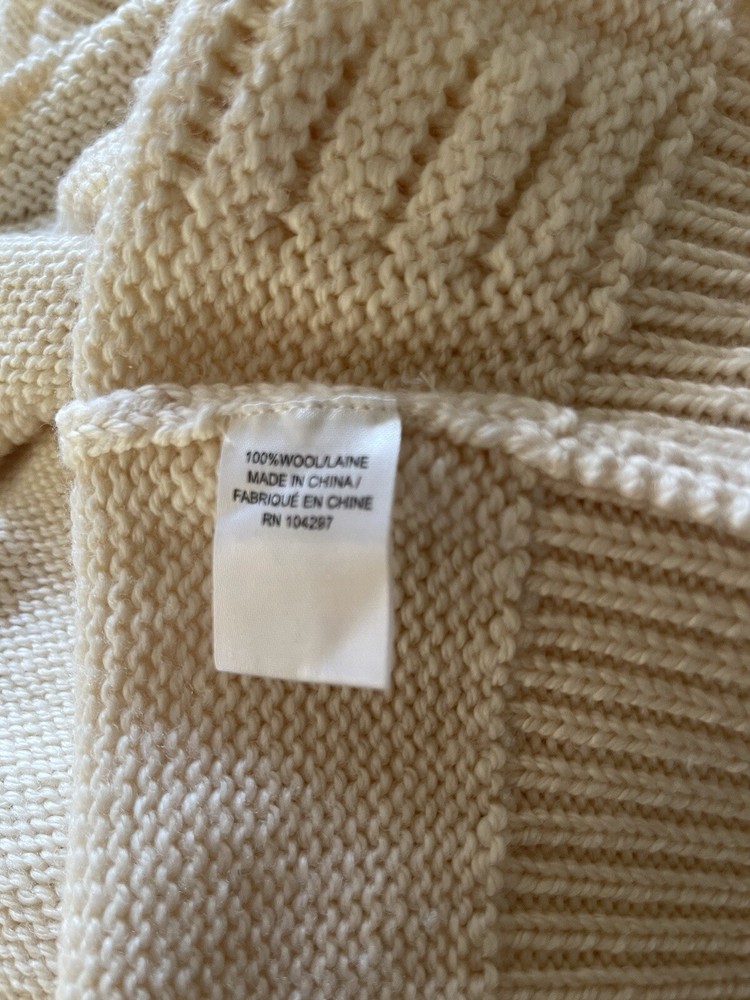 100%WOOL/LAINE
MADE IN CHINA/
FABRIQUÉ EN CHINE
RN 104297